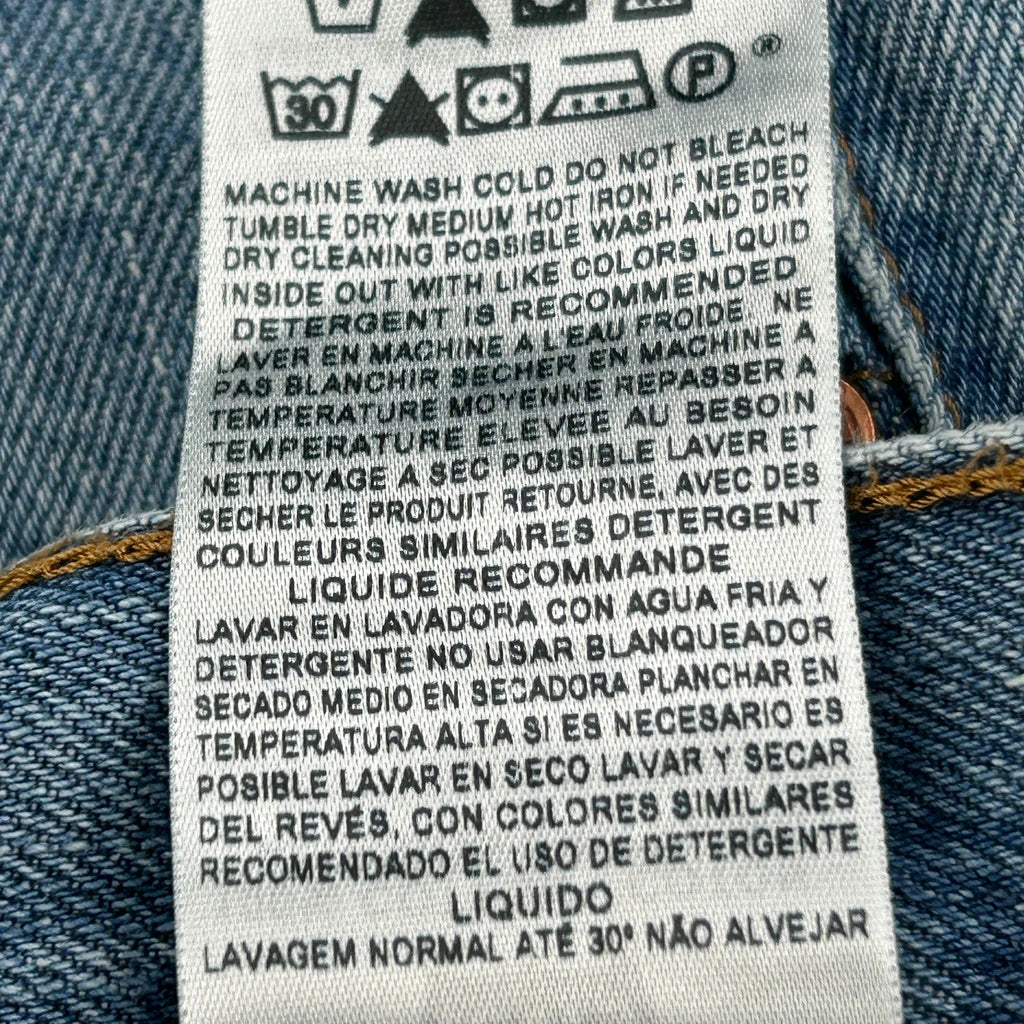 30
P ®
MACHINE WASH COLD DO NOT BLEACH
TUMBLE DRY MEDIUM HOT IRON IF NEEDED
DRY CLEANING POSSIBLE WASH AND DRY
INSIDE OUT WITH LIKE COLORS LIQUID
DETERGENT IS RECOMMENDED
LAVER EN MACHINE A L'EAU FROIDE NE
PAS BLANCHIR SECHER EN MACHINE A
TEMPERATURE MOYENNE REPASSER A
TEMPERATURE ELEVEE AU BESOIN
NETTOYAGE A SEC POSSIBLE LAVER ET
SECHER LE PRODUIT RETOURNE, AVEC DES
COULEURS SIMILAIRES DETERGENT
LIQUIDE RECOMMANDE
LAVAR EN LAVADORA CON AGUA FRIA Y
DETERGENTE NO USAR BLANQUEADOR
SECADO MEDIO EN SECADORA PLANCHAR EN
TEMPERATURA ALTA SI ES NECESARIO ES
POSIBLE LAVAR EN SECO LAVAR Y SECAR
DEL REVÉS, CON COLORES SIMILARES
RECOMENDADO EL USO DE DETERGENTE
LIQUIDO
LAVAGEM NORMAL ATÉ 30° NÃO ALVEJAR